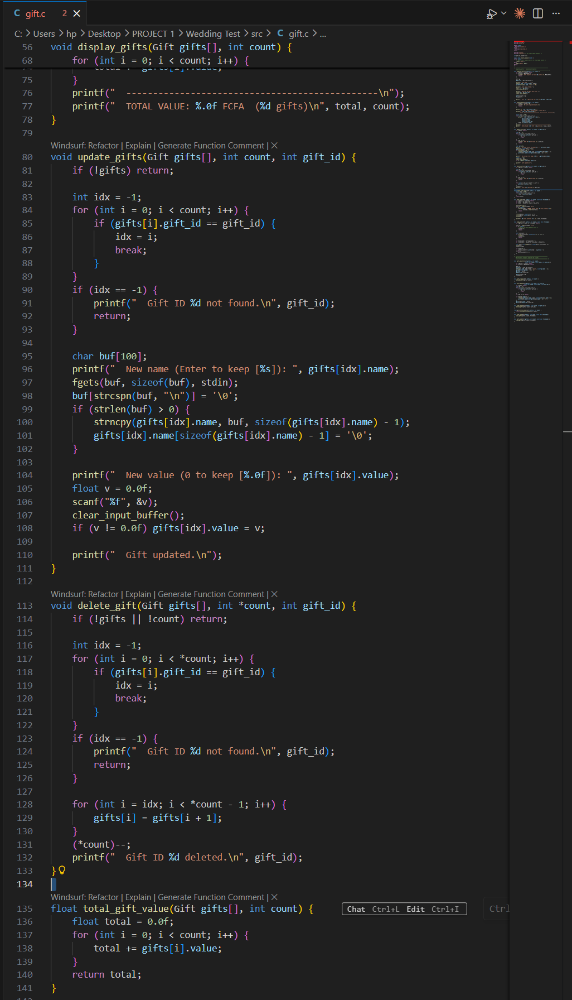 gift.c 2
C: > Users > hp > Desktop > PROJECT 1 > Wedding Test > src > C gift.c > ...
56 void display_gifts(Gift gifts[], int count) {
68     for (int i = 0; i < count; i++) {
75     }
76     printf("  ------------------------------------------------\n");
77     printf("  TOTAL VALUE: %.0f FCFA  (%d gifts)\n", total, count);
78 }
79
Windsurf: Refactor | Explain | Generate Function Comment | X
80 void update_gifts(Gift gifts[], int count, int gift_id) {
81     if (!gifts) return;
82
83     int idx = -1;
84     for (int i = 0; i < count; i++) {
85         if (gifts[i].gift_id == gift_id) {
86             idx = i;
87             break;
88         }
89     }
90     if (idx == -1) {
91         printf("  Gift ID %d not found.\n", gift_id);
92         return;
93     }
94
95     char buf[100];
96     printf("  New name (Enter to keep [%s]): ", gifts[idx].name);
97     fgets(buf, sizeof(buf), stdin);
98     buf[strcspn(buf, "\n")] = '\0';
99     if (strlen(buf) > 0) {
100         strncpy(gifts[idx].name, buf, sizeof(gifts[idx].name) - 1);
101         gifts[idx].name[sizeof(gifts[idx].name) - 1] = '\0';
102     }
103
104     printf("  New value (0 to keep [%.0f]): ", gifts[idx].value);
105     float v = 0.0f;
106     scanf("%f", &v);
107     clear_input_buffer();
108     if (v != 0.0f) gifts[idx].value = v;
109
110     printf("  Gift updated.\n");
111 }
112
Windsurf: Refactor | Explain | Generate Function Comment | X
113 void delete_gift(Gift gifts[], int *count, int gift_id) {
114     if (!gifts || !count) return;
115
116     int idx = -1;
117     for (int i = 0; i < *count; i++) {
118         if (gifts[i].gift_id == gift_id) {
119             idx = i;
120             break;
121         }
122     }
123     if (idx == -1) {
124         printf("  Gift ID %d not found.\n", gift_id);
125         return;
126     }
127
128     for (int i = idx; i < *count - 1; i++) {
129         gifts[i] = gifts[i + 1];
130     }
131     (*count)--;
132     printf("  Gift ID %d deleted.\n", gift_id);
133 }
134
Windsurf: Refactor | Explain | Generate Function Comment | X
135 float total_gift_value(Gift gifts[], int count) {     Chat Ctrl+L Edit Ctrl+I
136     float total = 0.0f;
137     for (int i = 0; i < count; i++) {
138         total += gifts[i].value;
139     }
140     return total;
141 }